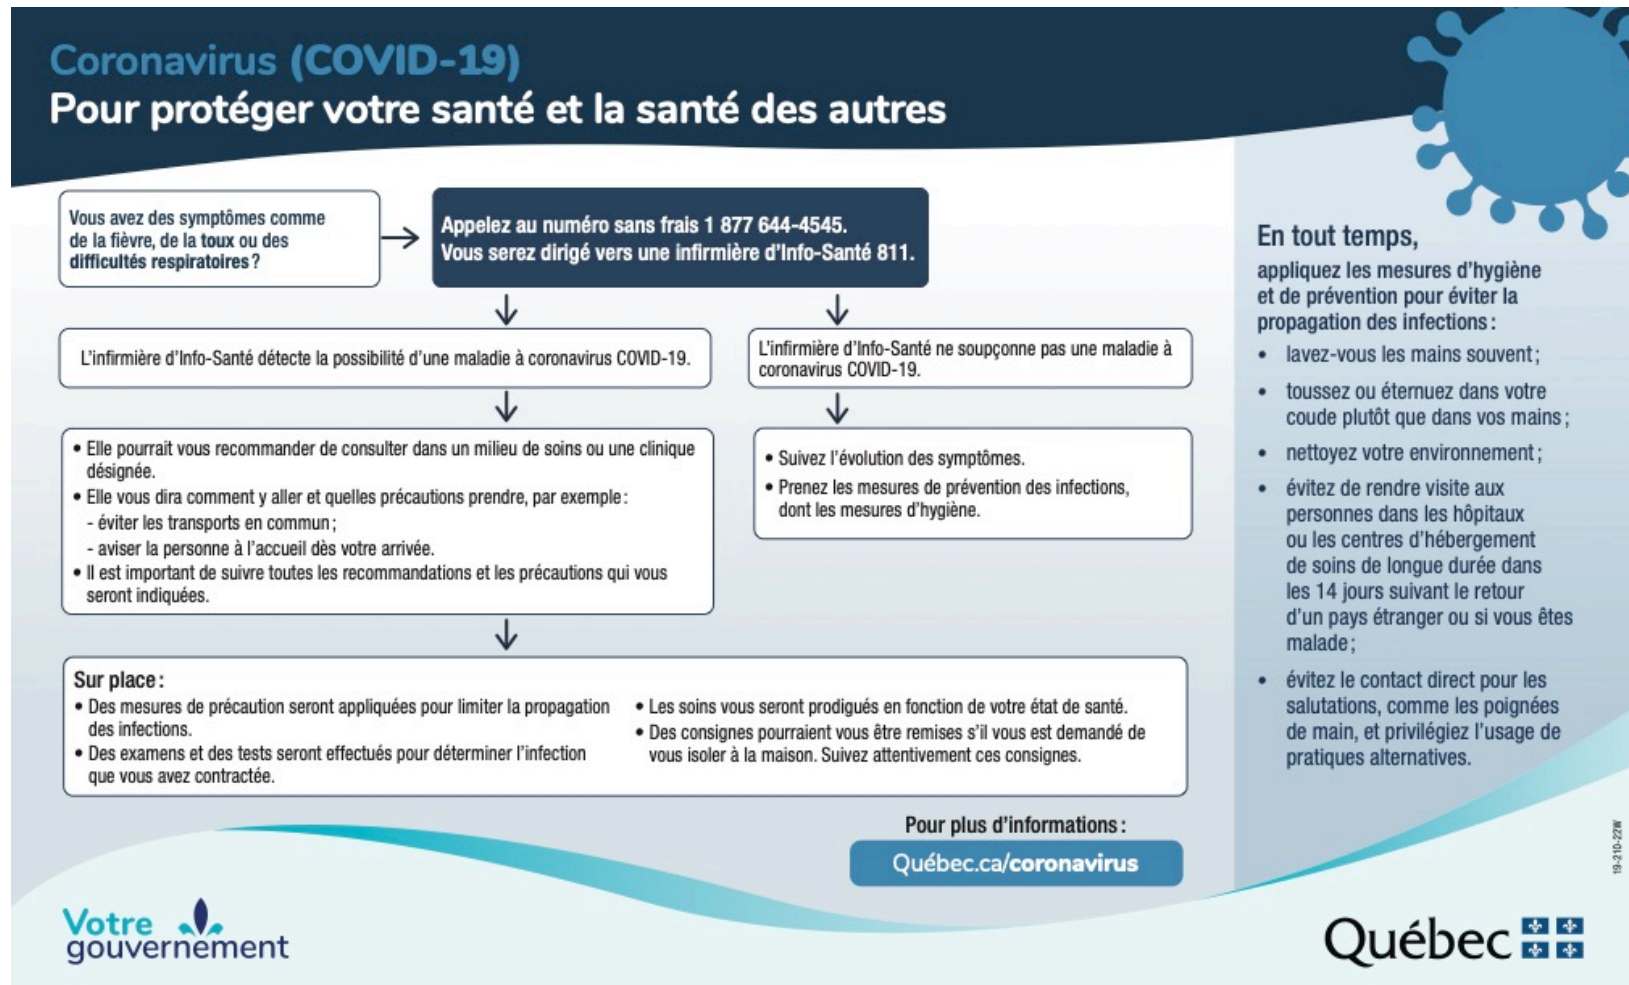 Coronavirus (COVID-19)
Pour protéger votre santé et la santé des autres
Vous avez des symptômes comme
de la fièvre, de la toux ou des
difficultés respiratoires ?
Appelez au numéro sans frais 1 877 644-4545.
Vous serez dirigé vers une infirmière d'Info-Santé 811.
L'infirmière d'Info-Santé détecte la possibilité d'une maladie à coronavirus COVID-19.
L'infirmière d'Info-Santé ne soupçonne pas une maladie à
coronavirus COVID-19.
• Elle pourrait vous recommander de consulter dans un milieu de soins ou une clinique
désignée.
• Elle vous dira comment y aller et quelles précautions prendre, par exemple :
- éviter les transports en commun ;
- aviser la personne à l'accueil dès votre arrivée.
• Il est important de suivre toutes les recommandations et les précautions qui vous
seront indiquées.
• Suivez l'évolution des symptômes.
• Prenez les mesures de prévention des infections,
dont les mesures d'hygiène.
Sur place :
• Des mesures de précaution seront appliquées pour limiter la propagation
des infections.
• Des examens et des tests seront effectués pour déterminer l'infection
que vous avez contractée.
• Les soins vous seront prodigués en fonction de votre état de santé.
• Des consignes pourraient vous être remises s'il vous est demandé de
vous isoler à la maison. Suivez attentivement ces consignes.
En tout temps,
appliquez les mesures d'hygiène
et de prévention pour éviter la
propagation des infections :
• lavez-vous les mains souvent ;
• toussez ou éternuez dans votre
coude plutôt que dans vos mains ;
• nettoyez votre environnement ;
• évitez de rendre visite aux
personnes dans les hôpitaux
ou les centres d'hébergement
de soins de longue durée dans
les 14 jours suivant le retour
d'un pays étranger ou si vous êtes
malade ;
• évitez le contact direct pour les
salutations, comme les poignées
de main, et privilégiez l'usage de
pratiques alternatives.
Pour plus d'informations :
Québec.ca/coronavirus
19-210-22W
Votre
gouvernement
Québec